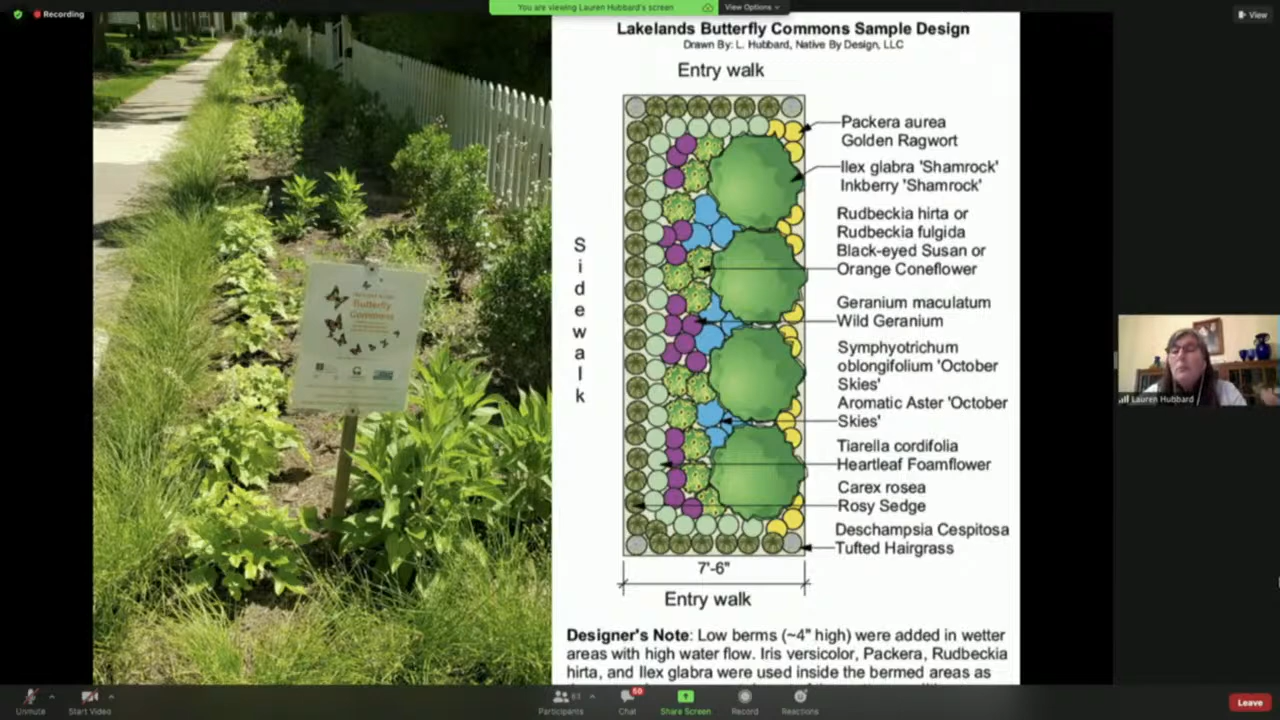 Recording
You are viewing Lauren Hubbard's screen
View Options
View
Lakelands Butterfly Commons Sample Design
Drawn By: L. Hubbard, Native By Design, LLC
Entry walk
Packera aurea
Golden Ragwort
Ilex glabra 'Shamrock'
Inkberry 'Shamrock'
Rudbeckia hirta or
Rudbeckia fulgida
Black-eyed Susan or
Orange Coneflower
Sidewalk
Geranium maculatum
Wild Geranium
Symphyotrichum
oblongifolium 'October
Skies'
Aromatic Aster 'October
Skies'
Tiarella cordifolia
Heartleaf Foamflower
Carex rosea
Rosy Sedge
Deschampsia Cespitosa
Tufted Hairgrass
7'-6"
Entry walk
Designer's Note: Low berms (~4" high) were added in wetter
areas with high water flow. Iris versicolor, Packera, Rudbeckia
hirta, and Ilex glabra were used inside the bermed areas as
Butterfly
Commons
Lauren Hubbard
Unmute
Start Video
Participants
Chat
Share Screen
Record
Reactions
Leave